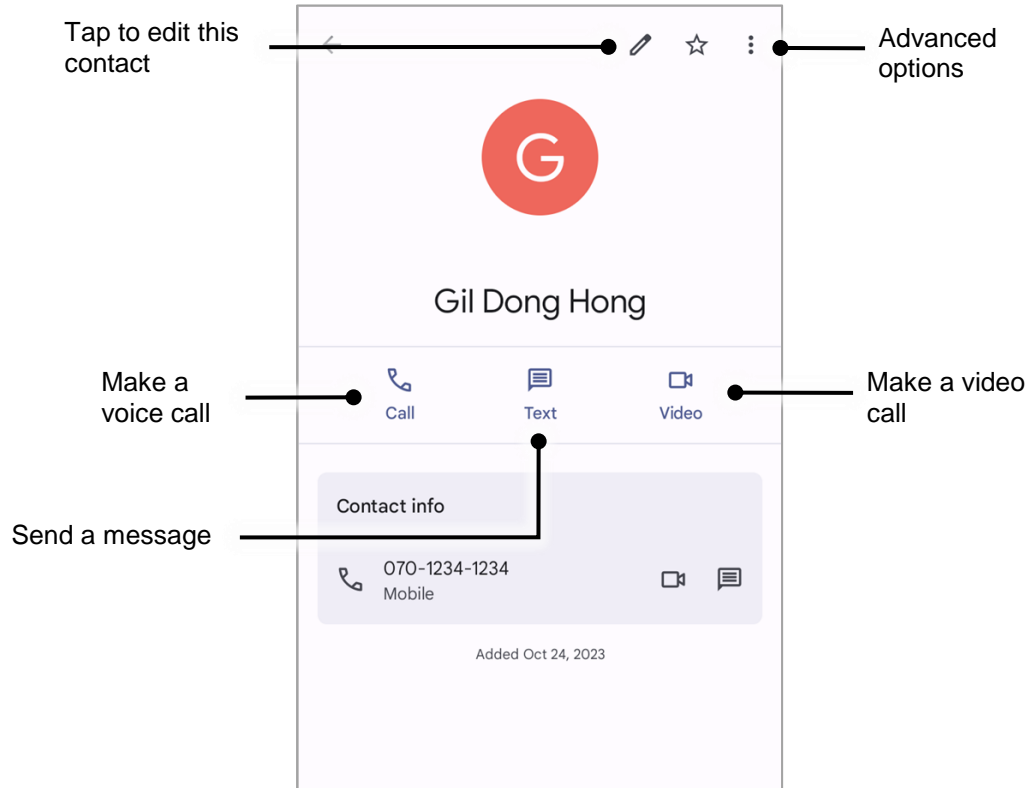 Tap to edit this
contact
Advanced
options
G
Gil Dong Hong
Make a
voice call
Call
Text
Video
Make a video
call
Send a message
Contact info
070-1234-1234
Mobile
Added Oct 24, 2023